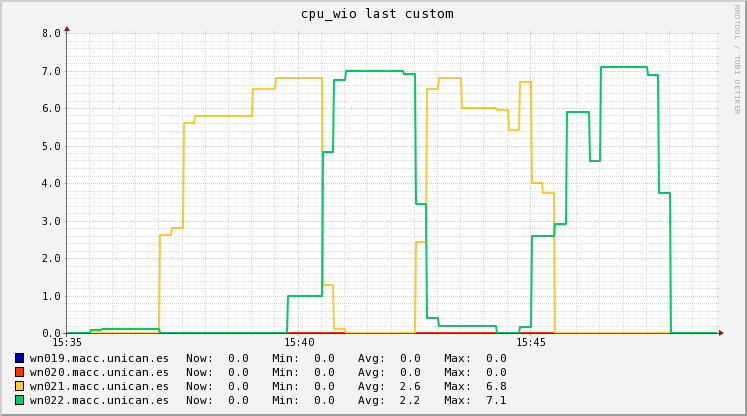 cpu_wio last custom
RRDTOOL / TOBI OETIKER
8.0
7.0
6.0
5.0
4.0
3.0
2.0
1.0
0.0
15:35 15:40 15:45
wn019.macc.unican.es Now: 0.0 Min: 0.0 Avg: 0.0 Max: 0.0
wn020.macc.unican.es Now: 0.0 Min: 0.0 Avg: 0.0 Max: 0.0
wn021.macc.unican.es Now: 0.0 Min: 0.0 Avg: 2.6 Max: 6.8
wn022.macc.unican.es Now: 0.0 Min: 0.0 Avg: 2.2 Max: 7.1